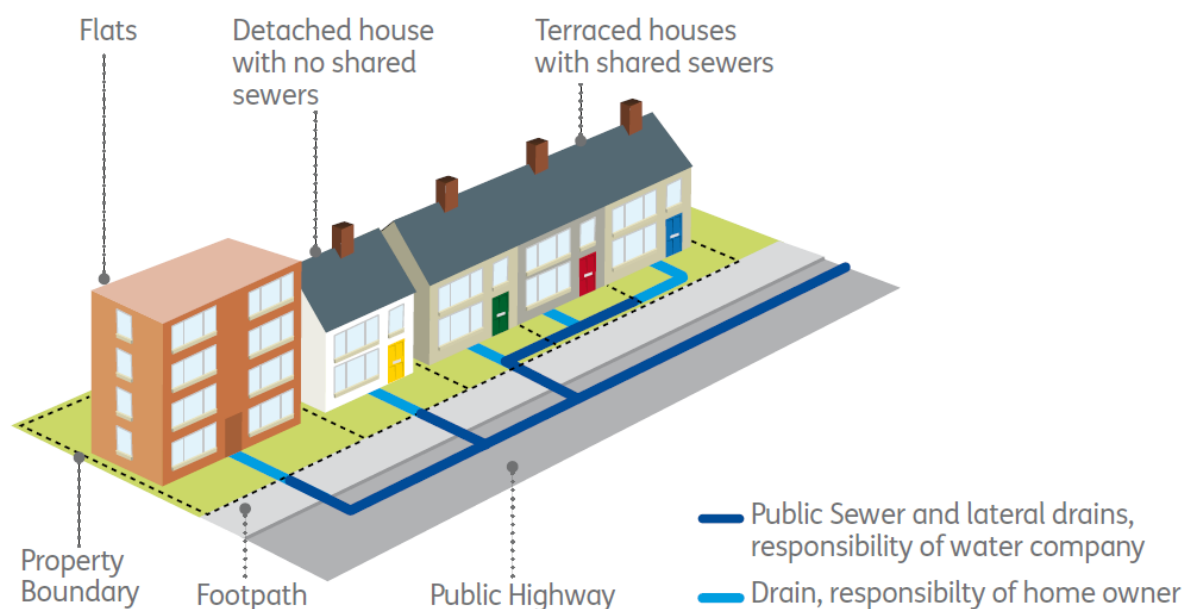 Flats
Detached house
with no shared
sewers
Terraced houses
with shared sewers
Property
Boundary
Footpath
Public Highway
Public Sewer and lateral drains,
responsibility of water company
Drain, responsibilty of home owner